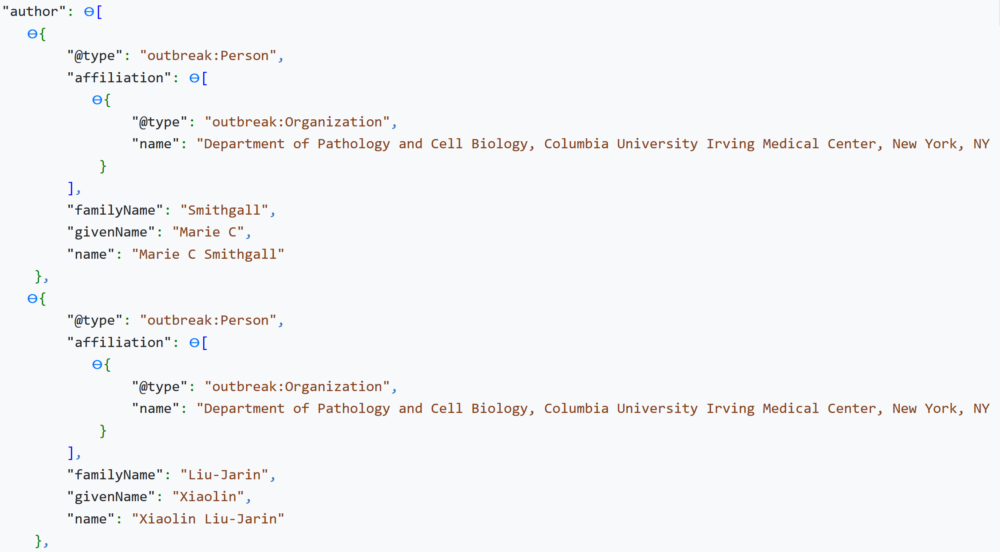 "author": ⊖[
⊖{
"@type": "outbreak:Person",
"affiliation": ⊖[
⊖{
"@type": "outbreak:Organization",
"name": "Department of Pathology and Cell Biology, Columbia University Irving Medical Center, New York, NY
}
],
"familyName": "Smithgall",
"givenName": "Marie C",
"name": "Marie C Smithgall"
},
⊖{
"@type": "outbreak:Person",
"affiliation": ⊖[
⊖{
"@type": "outbreak:Organization",
"name": "Department of Pathology and Cell Biology, Columbia University Irving Medical Center, New York, NY
}
],
"familyName": "Liu-Jarin",
"givenName": "Xiaolin",
"name": "Xiaolin Liu-Jarin"
},